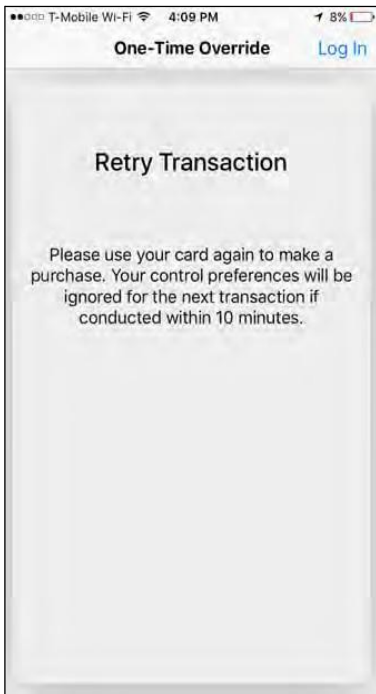 T-Mobile Wi-Fi 4:09 PM 8%
One-Time Override Log In
Retry Transaction
Please use your card again to make a
purchase. Your control preferences will be
ignored for the next transaction if
conducted within 10 minutes.